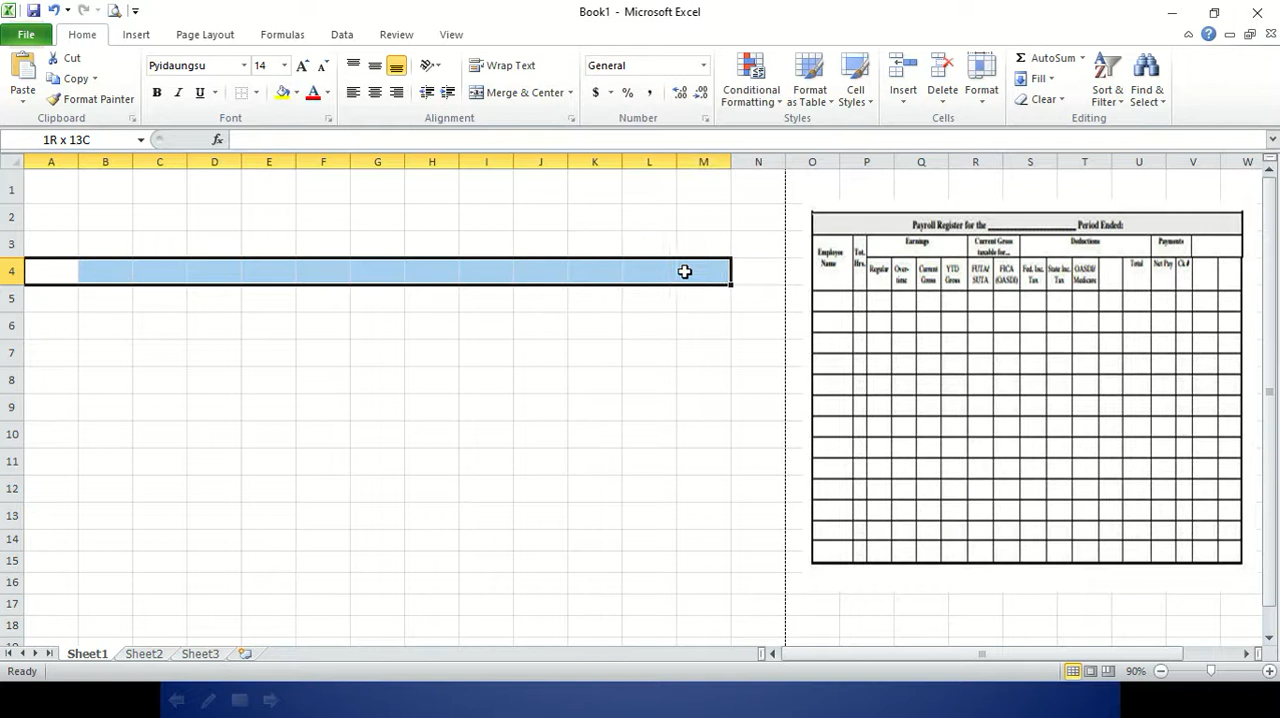 Book1 - Microsoft Excel
File Home Insert Page Layout Formulas Data Review View
Paste
Cut
Copy
Format Painter
Clipboard
Pyidaungsu 14
B I U
Font
Wrap Text
Merge & Center
Alignment
General
$ % ,
Number
Conditional Formatting
Format as Table
Cell Styles
Styles
Insert
Delete
Format
Cells
AutoSum
Fill
Clear
Sort & Filter
Find & Select
Editing
1R x 13C fx
A B C D E F G H I J K L M N O P Q R S T U V W
1
2
3
4
5
6
7
8
9
10
11
12
13
14
15
16
17
18
Payroll Register for the ____________ Period Ended:
Employee Name
Tot. Hrs.
Earnings
Current Gross taxable for...
Deductions
Payments
Regular
Over-time
Current Gross
YTD Gross
FUTA/ SUTA
FICA (OASDI)
Fed. Inc. Tax
State Inc. Tax
OASDI/ Medicare
Total
Net Pay
Ck#
Sheet1 Sheet2 Sheet3
Ready
90%